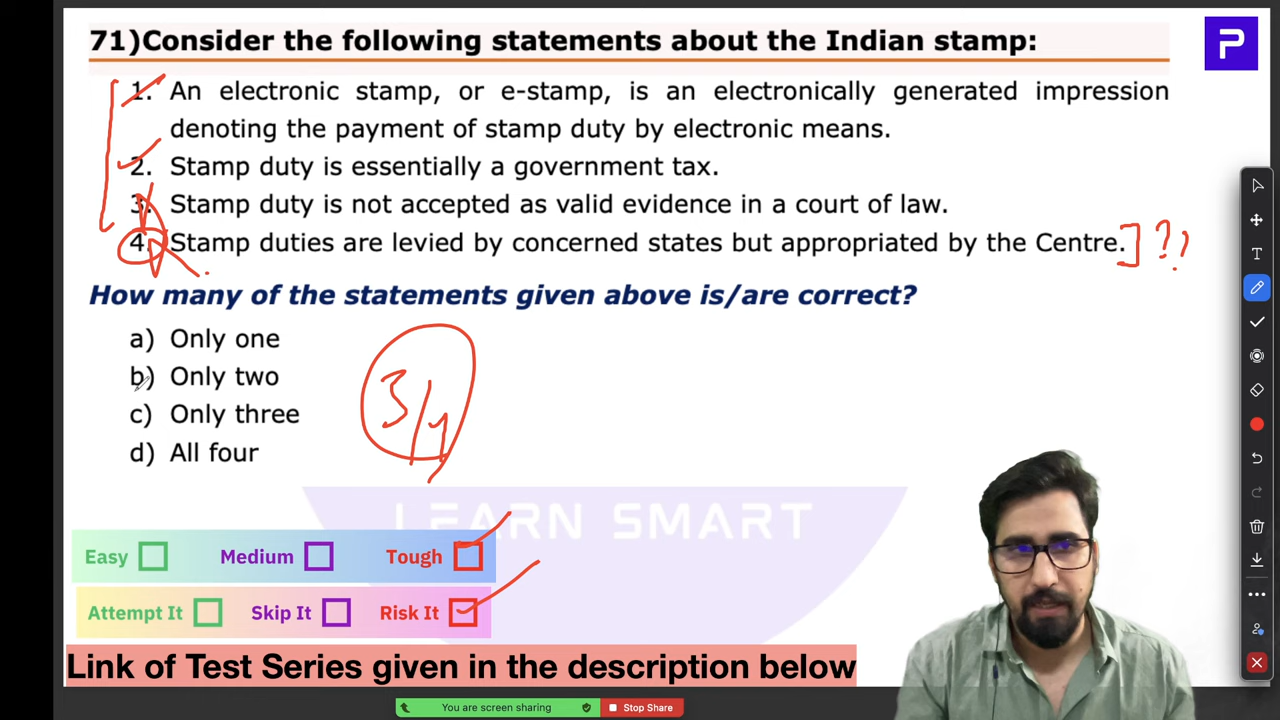 71)Consider the following statements about the Indian stamp:
P
1. An electronic stamp, or e-stamp, is an electronically generated impression
denoting the payment of stamp duty by electronic means.
2. Stamp duty is essentially a government tax.
3. Stamp duty is not accepted as valid evidence in a court of law.
4. Stamp duties are levied by concerned states but appropriated by the Centre. ??
How many of the statements given above is/are correct?
a) Only one
b) Only two
c) Only three
d) All four
3/4
LEARN SMART
Easy Medium Tough
Attempt It Skip It Risk It
Link of Test Series given in the description below
You are screen sharing Stop Share